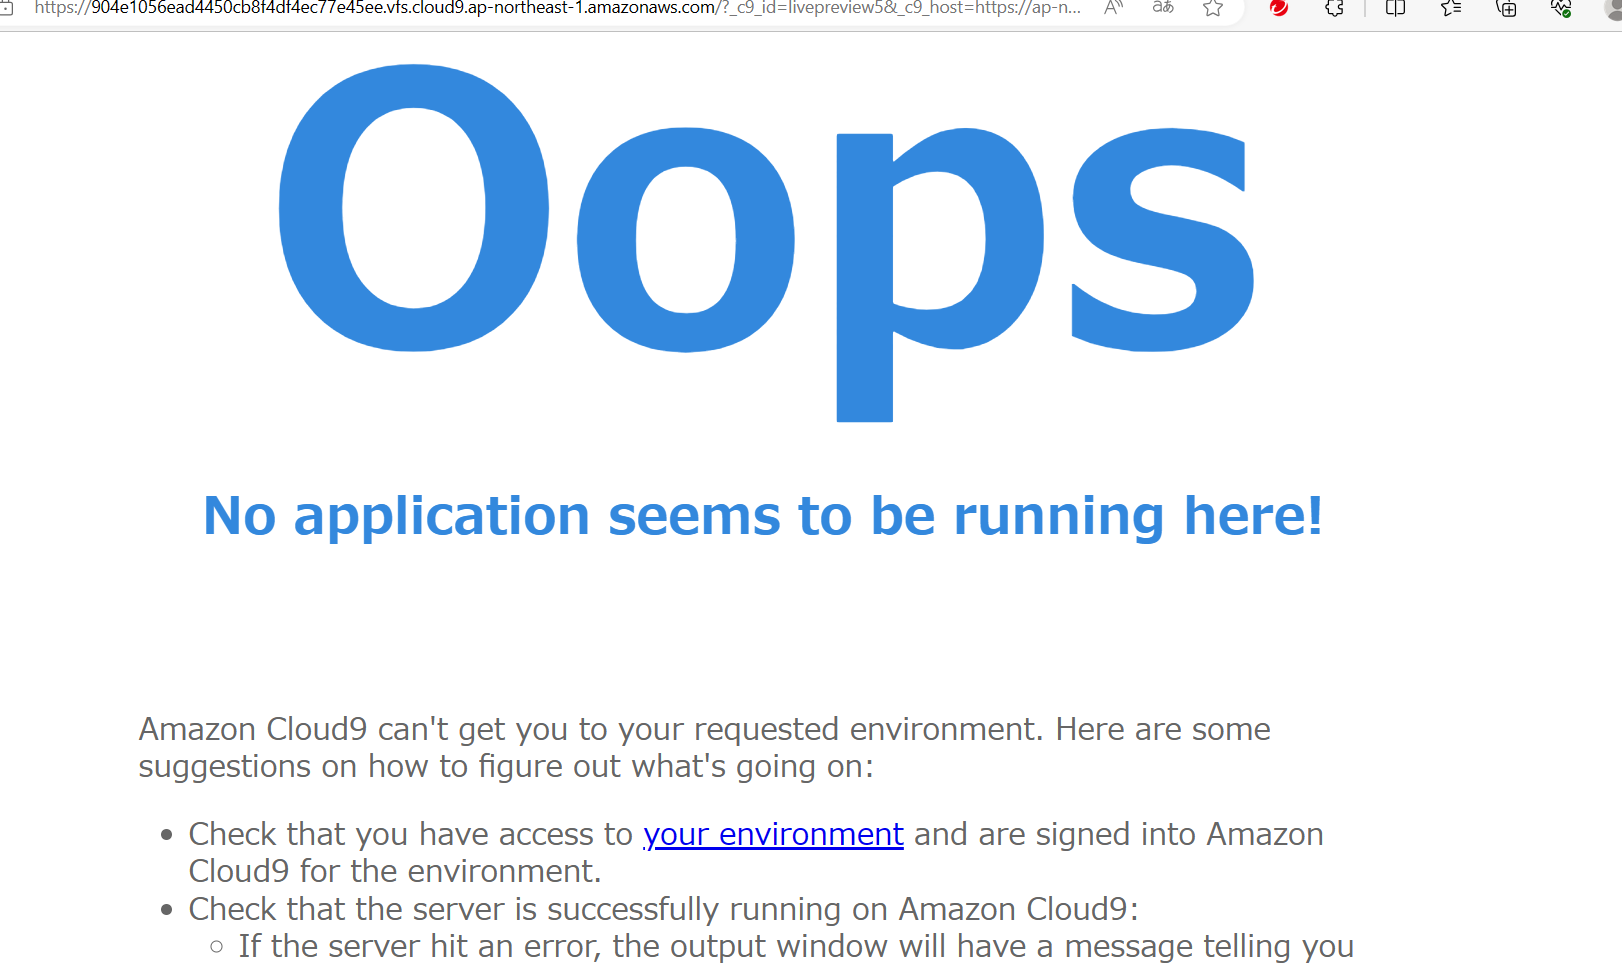 https://904e1056ead4450cb8f4df4ec77e45ee.vfs.cloud9.ap-northeast-1.amazonaws.com/?_c9_id=livepreview5&_c9_host=https://ap-n...
Oops
No application seems to be running here!
Amazon Cloud9 can't get you to your requested environment. Here are some
suggestions on how to figure out what's going on:
• Check that you have access to your environment and are signed into Amazon
Cloud9 for the environment.
• Check that the server is successfully running on Amazon Cloud9:
○ If the server hit an error, the output window will have a message telling you